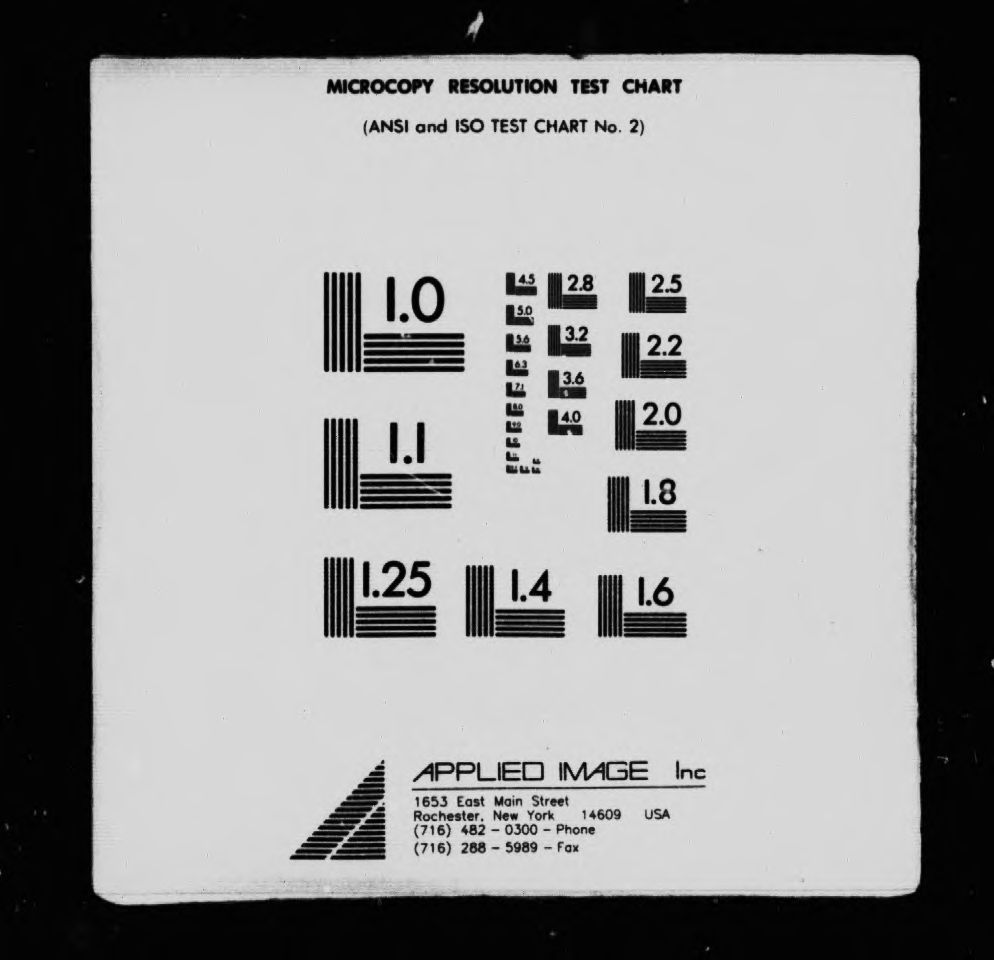 MICROCOPY RESOLUTION TEST CHART
(ANSI and ISO TEST CHART No. 2)
1.0
1.1
1.25
1.4
1.6
1.8
2.0
2.2
2.5
2.8
3.2
3.6
4.0
4.5
5.0
5.6
6.3
7.1
8.0
9.0
APPLIED IMAGE Inc
1653 East Main Street
Rochester, New York 14609 USA
(716) 482 - 0300 - Phone
(716) 288 - 5989 - Fax